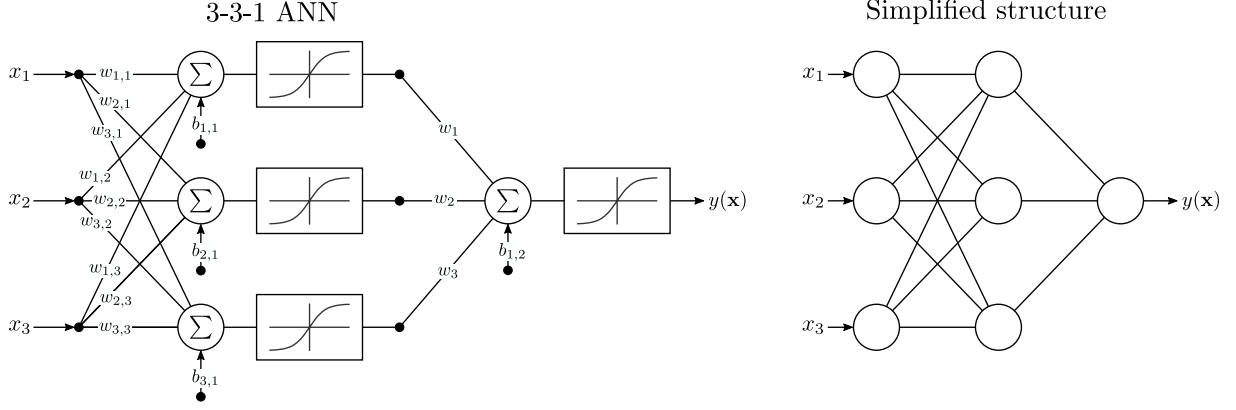 3-3-1 ANN
Simplified structure
x₁
w₁,₁
w₂,₁
w₃,₁
Σ
b₁,₁
w₁
x₂
w₁,₂
w₂,₂
w₃,₂
Σ
b₂,₁
w₂
Σ
b₁,₂
y(x)
x₃
w₁,₃
w₂,₃
w₃,₃
Σ
b₃,₁
w₃
x₁
x₂
x₃
y(x)